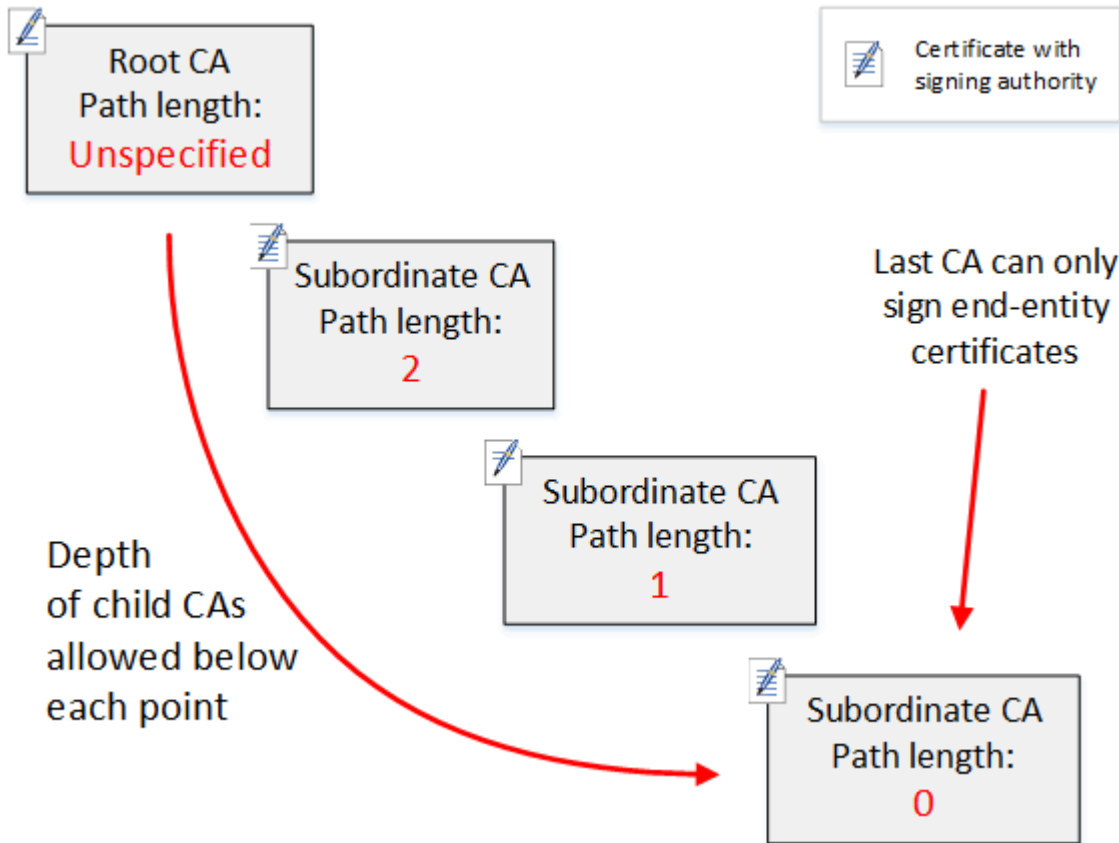 Root CA
Path length:
Unspecified
Certificate with
signing authority
Subordinate CA
Path length:
2
Last CA can only
sign end-entity
certificates
Subordinate CA
Path length:
1
Depth
of child CAs
allowed below
each point
Subordinate CA
Path length:
0